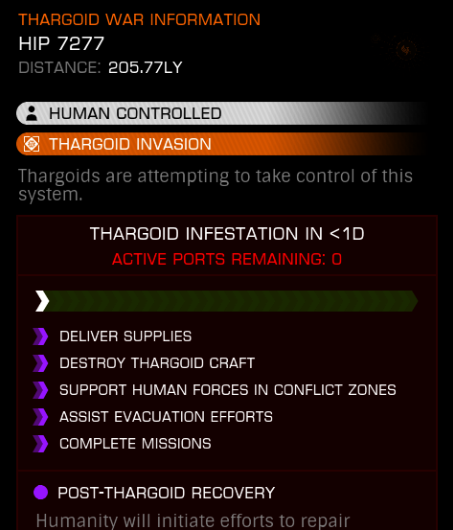 THARGOID WAR INFORMATION
HIP 7277
DISTANCE: 205.77LY
HUMAN CONTROLLED
THARGOID INVASION
Thargoids are attempting to take control of this
system.
THARGOID INFESTATION IN <1D
ACTIVE PORTS REMAINING: 0
DELIVER SUPPLIES
DESTROY THARGOID CRAFT
SUPPORT HUMAN FORCES IN CONFLICT ZONES
ASSIST EVACUATION EFFORTS
COMPLETE MISSIONS
POST-THARGOID RECOVERY
Humanity will initiate efforts to repair